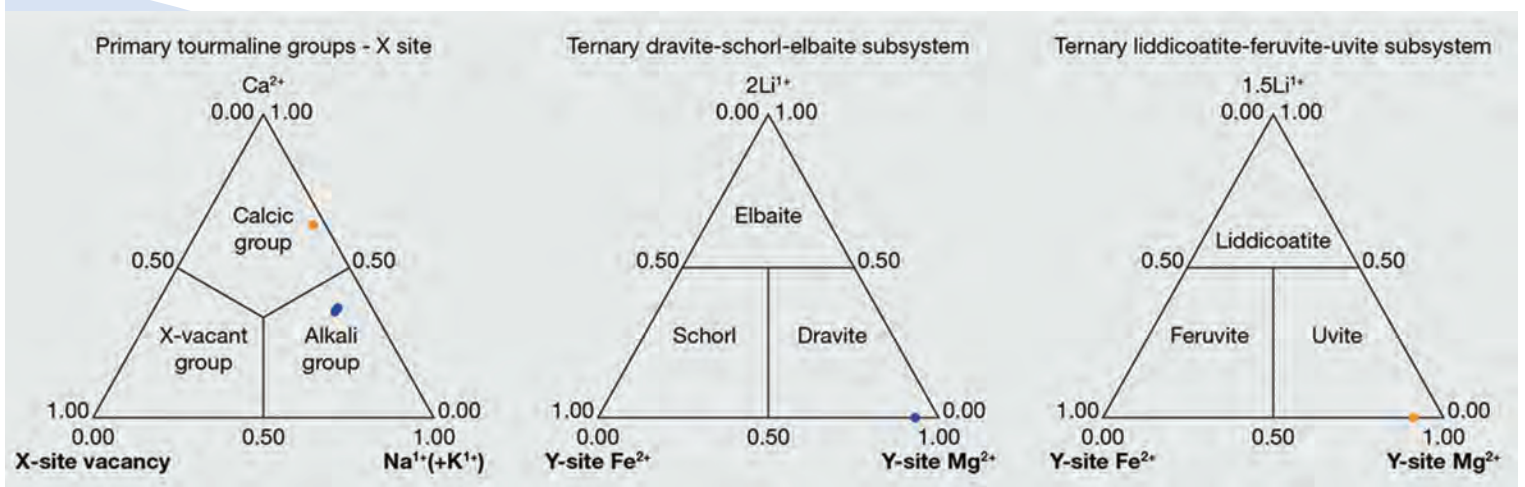 Primary tourmaline groups - X site
Ca²⁺
0.00 1.00
Calcic
group
0.50 0.50
X-vacant
group
Alkali
group
1.00 0.00
0.00 0.50 1.00
X-site vacancy Na¹⁺(+K¹⁺)
Ternary dravite-schorl-elbaite subsystem
2Li¹⁺
0.00 1.00
Elbaite
0.50 0.50
Schorl Dravite
1.00 0.00
0.00 0.50 1.00
Y-site Fe²⁺ Y-site Mg²⁺
Ternary liddicoatite-feruvite-uvite subsystem
1.5Li¹⁺
0.00 1.00
Liddicoatite
0.50 0.50
Feruvite Uvite
1.00 0.00
0.00 0.50 1.00
Y-site Fe²⁺ Y-site Mg²⁺